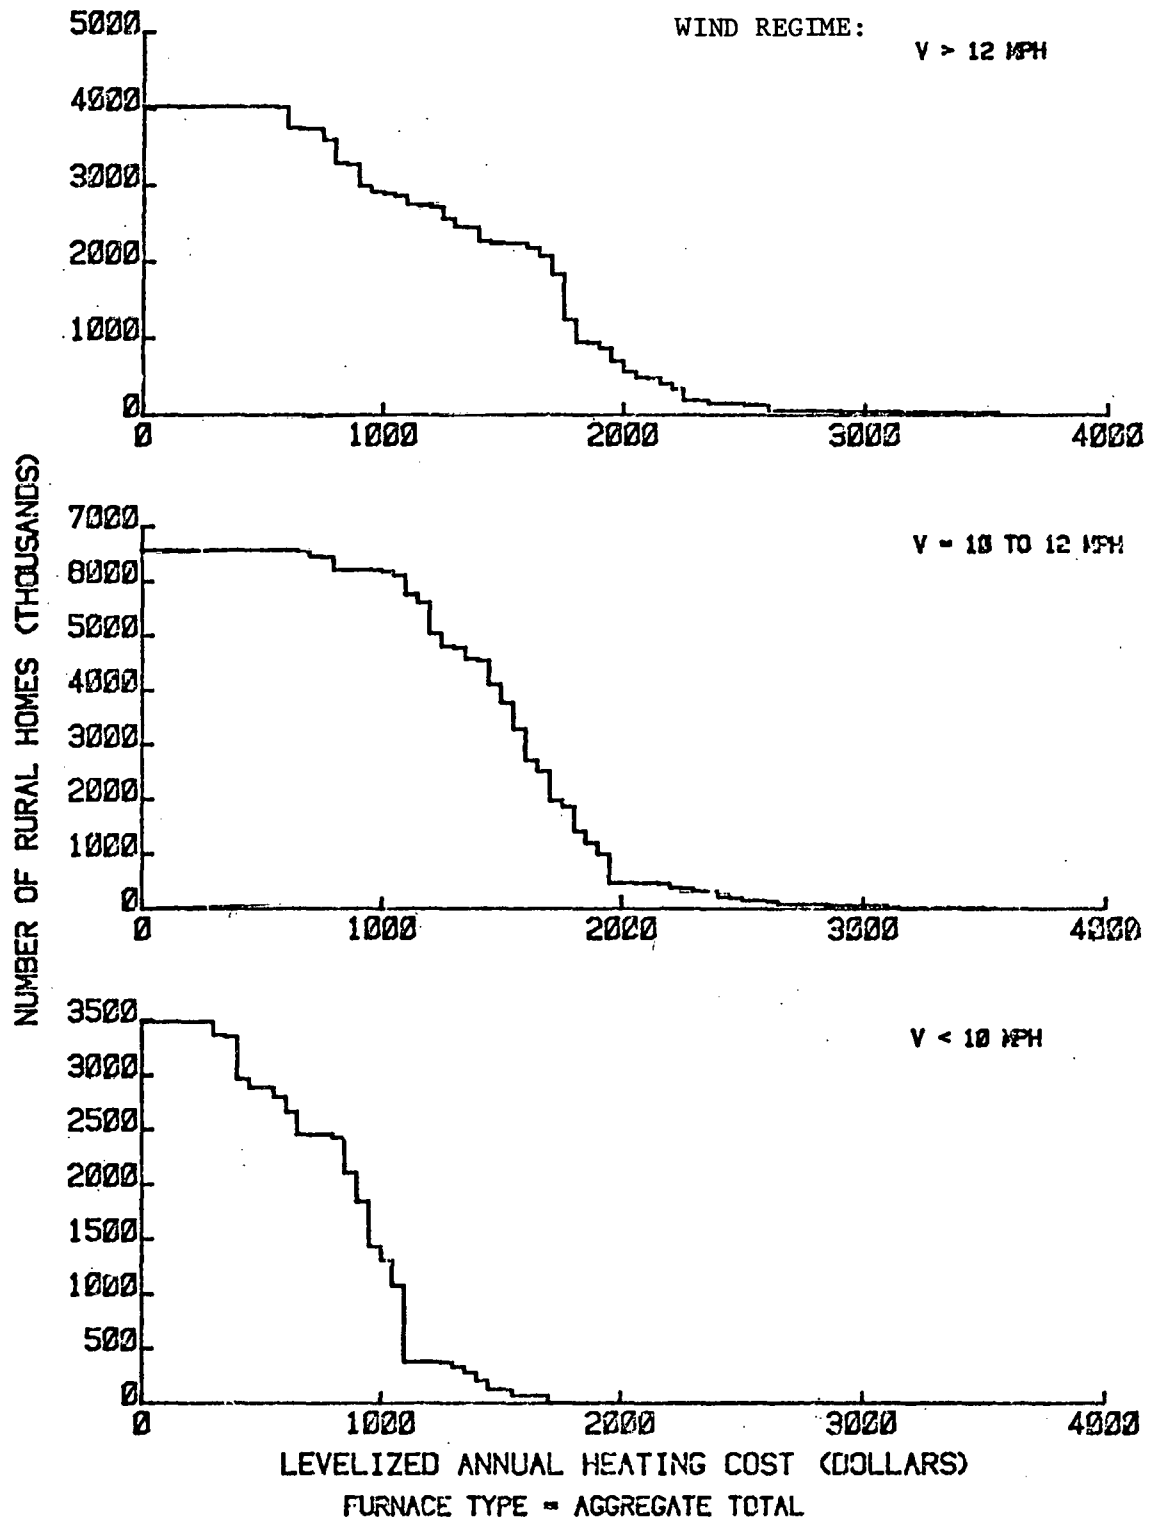 WIND REGIME:
V > 12 MPH
5000
4000
3000
2000
1000
0
0 1000 2000 3000 4000
V = 10 TO 12 MPH
7000
6000
5000
4000
3000
2000
1000
0
0 1000 2000 3000 4000
NUMBER OF RURAL HOMES (THOUSANDS)
V < 10 MPH
3500
3000
2500
2000
1500
1000
500
0
0 1000 2000 3000 4000
LEVELIZED ANNUAL HEATING COST (DOLLARS)
FURNACE TYPE = AGGREGATE TOTAL